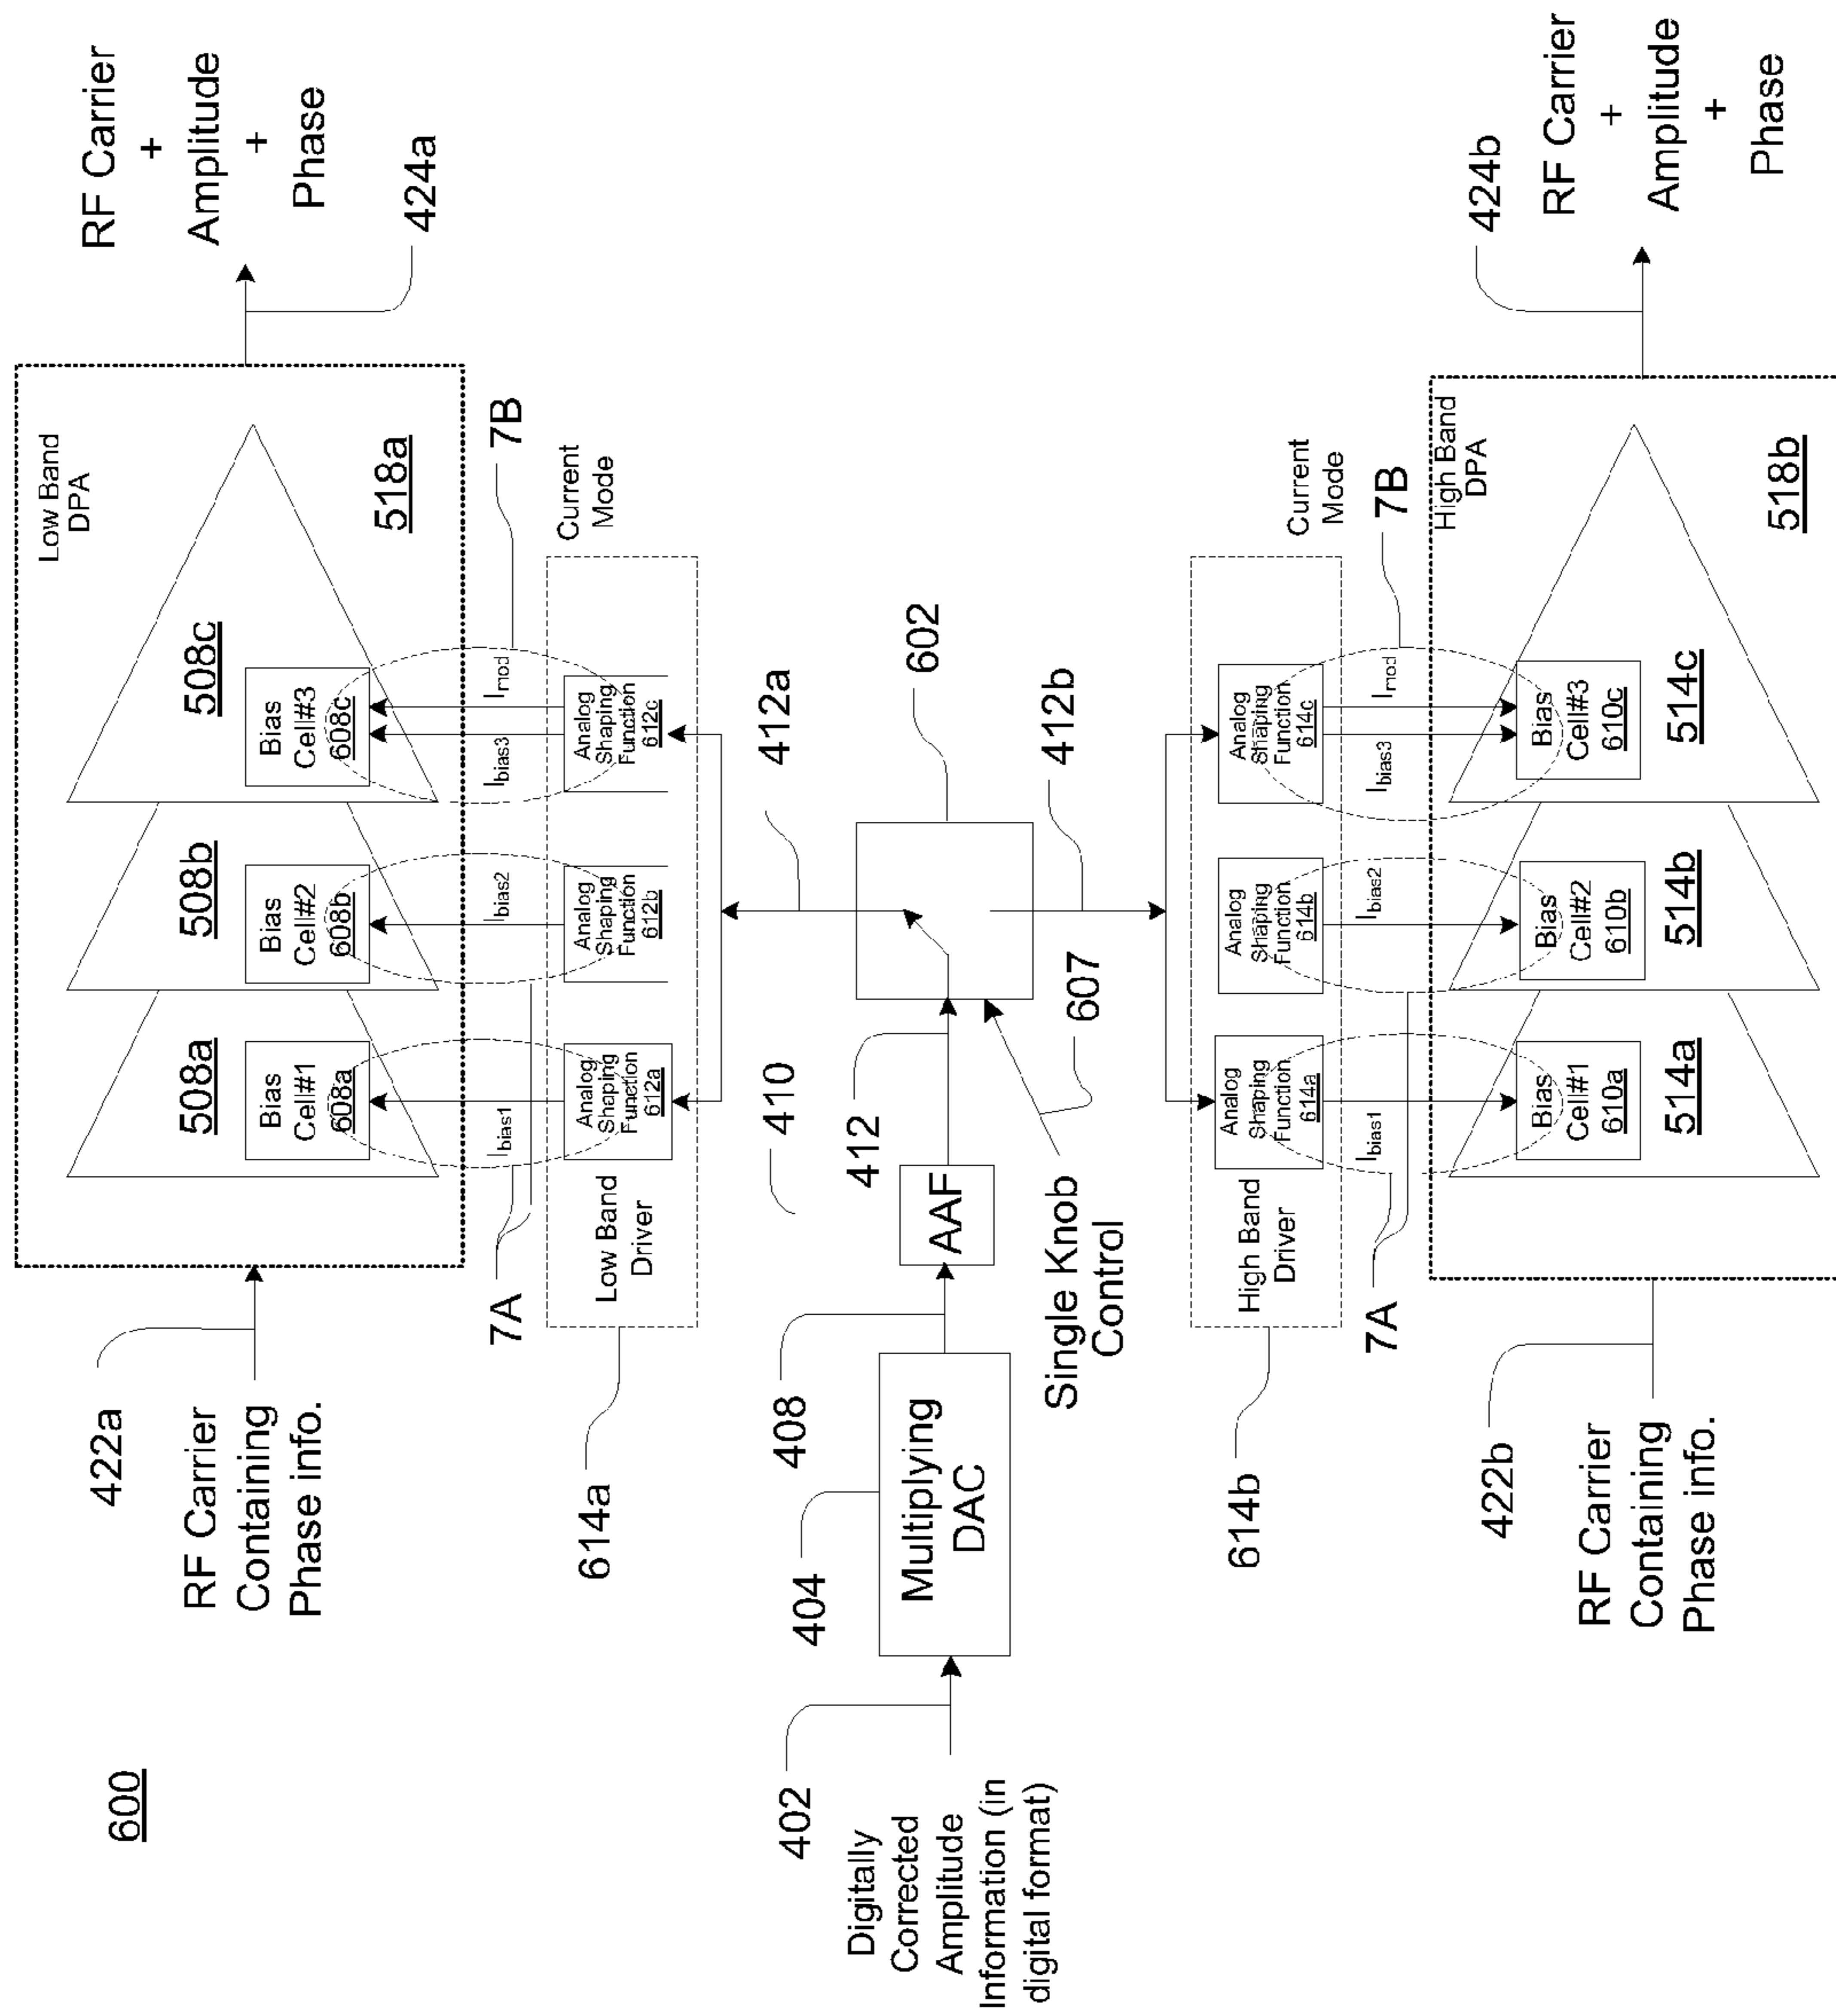 600
422a
RF Carrier
Containing
Phase info.
Low Band
DPA
508a
508b
508c
518a
Bias
Cell#1
608a
Bias
Cell#2
608b
Bias
Cell#3
608c
424a
RF Carrier
+
Amplitude
+
Phase
7A
Ibias1
Ibias2
Ibias3
Imod
7B
614a
Low Band
Driver
Analog
Shaping
Function
612a
Analog
Shaping
Function
612b
Analog
Shaping
Function
612c
Current
Mode
402
Digitally
Corrected
Amplitude
Information (in
digital format)
404
Multiplying
DAC
408
AAF
410
412
412a
602
412b
607
Single Knob
Control
614b
High Band
Driver
Analog
Shaping
Function
614a
Analog
Shaping
Function
614b
Analog
Shaping
Function
614c
Current
Mode
7A
Ibias1
Ibias2
Ibias3
Imod
7B
422b
RF Carrier
Containing
Phase info.
High Band
DPA
Bias
Cell#1
610a
Bias
Cell#2
610b
Bias
Cell#3
610c
514a
514b
514c
518b
424b
RF Carrier
+
Amplitude
+
Phase